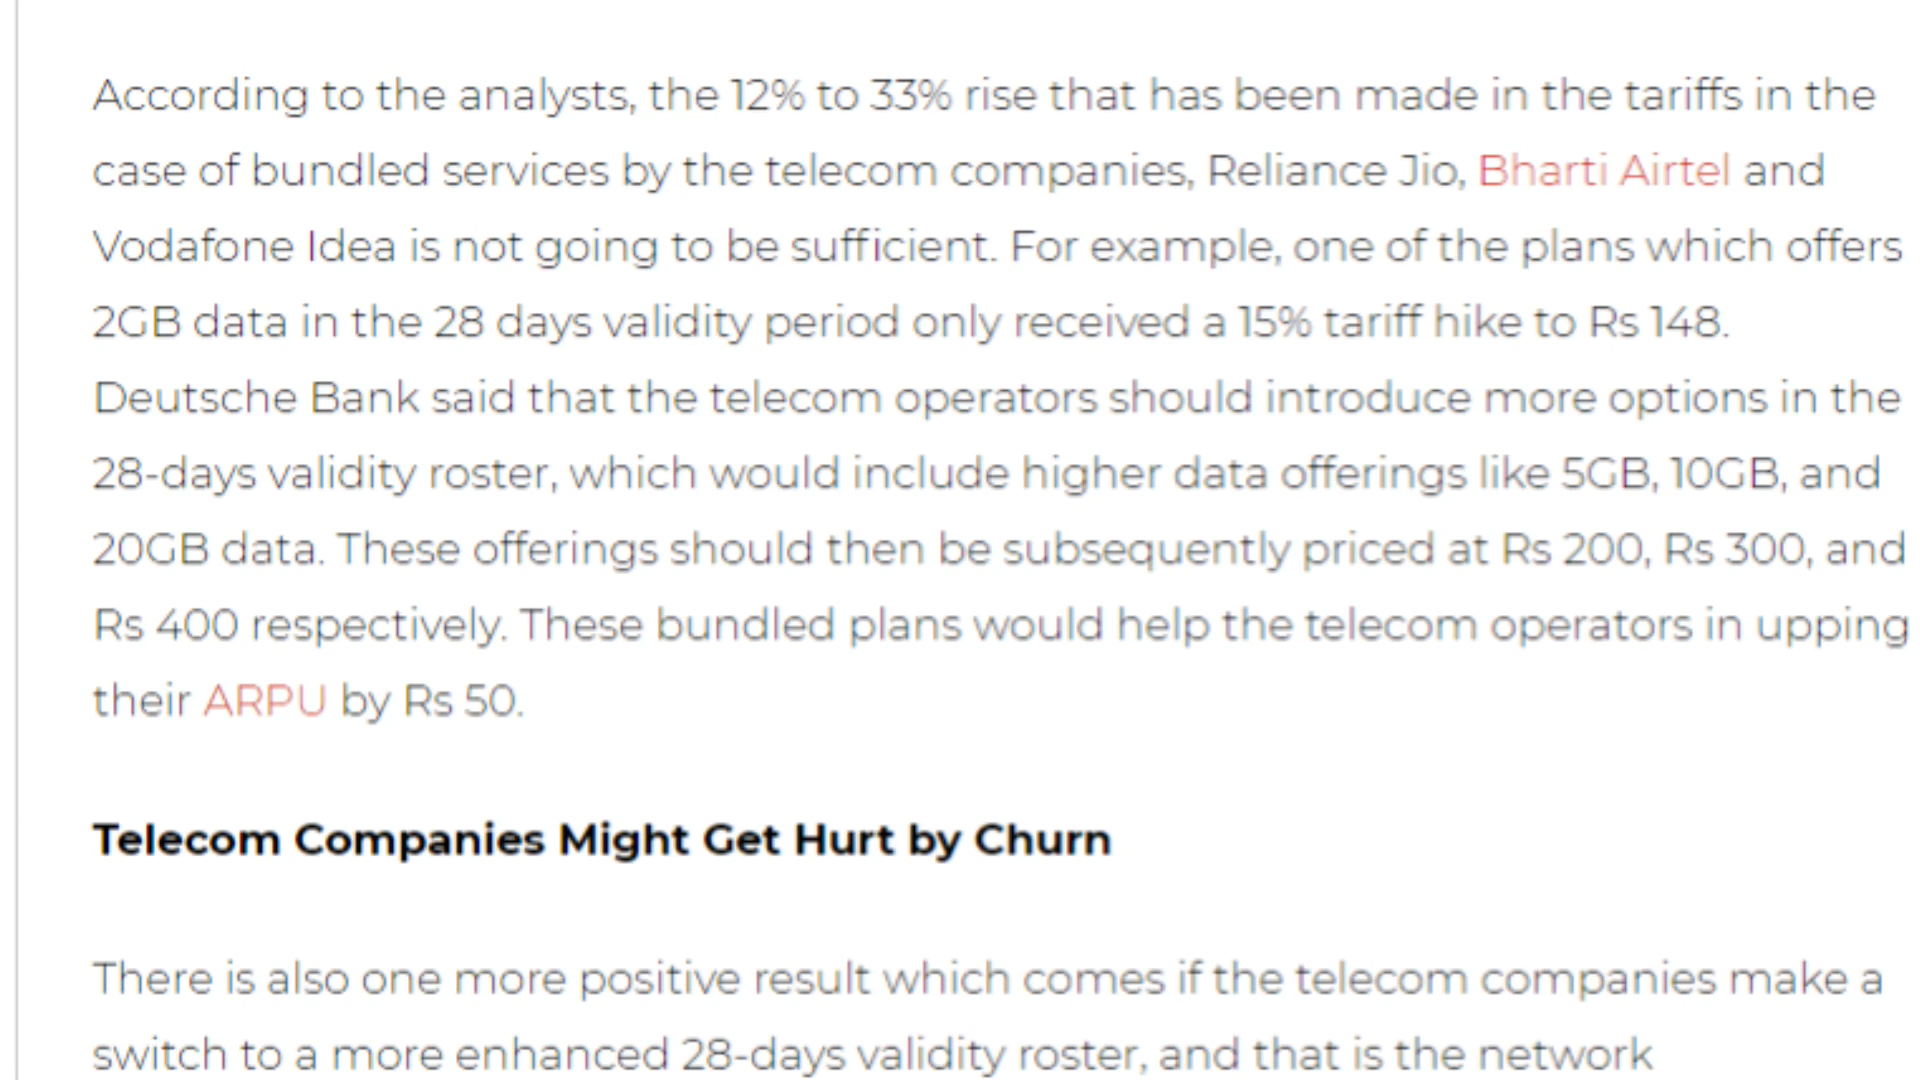 According to the analysts, the 12% to 33% rise that has been made in the tariffs in the
case of bundled services by the telecom companies, Reliance Jio, Bharti Airtel and
Vodafone Idea is not going to be sufficient. For example, one of the plans which offers
2GB data in the 28 days validity period only received a 15% tariff hike to Rs 148.
Deutsche Bank said that the telecom operators should introduce more options in the
28-days validity roster, which would include higher data offerings like 5GB, 10GB, and
20GB data. These offerings should then be subsequently priced at Rs 200, Rs 300, and
Rs 400 respectively. These bundled plans would help the telecom operators in upping
their ARPU by Rs 50.
Telecom Companies Might Get Hurt by Churn
There is also one more positive result which comes if the telecom companies make a
switch to a more enhanced 28-days validity roster, and that is the network